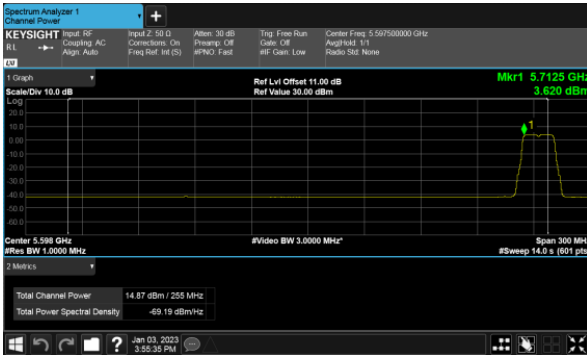 Spectrum Analyzer 1
Channel Power
+
KEYSIGHT Input: RF Input Z: 50 Ω Atten: 30 dB Trig: Free Run Center Freq: 5.597500000 GHz
RL Coupling: AC Corrections: On Preamp: Off Gate: Off Avg|Hold: 1/1
Align: Auto Freq Ref: Int (S) #PNO: Fast #IF Gain: Low Radio Std: None
LXI
1 Graph Ref Lvl Offset 11.00 dB Mkr1 5.7125 GHz
Scale/Div 10.0 dB Ref Value 30.00 dBm 3.620 dBm
Log
20.0
10.0
0.00
-10.0
-20.0
-30.0
-40.0
-50.0
-60.0
1
Center 5.598 GHz #Video BW 3.0000 MHz* Span 300 MHz
#Res BW 1.0000 MHz #Sweep 14.0 s (601 pts)
2 Metrics
Total Channel Power 14.87 dBm / 255 MHz
Total Power Spectral Density -69.19 dBm/Hz
? Jan 03, 2023
3:55:35 PM